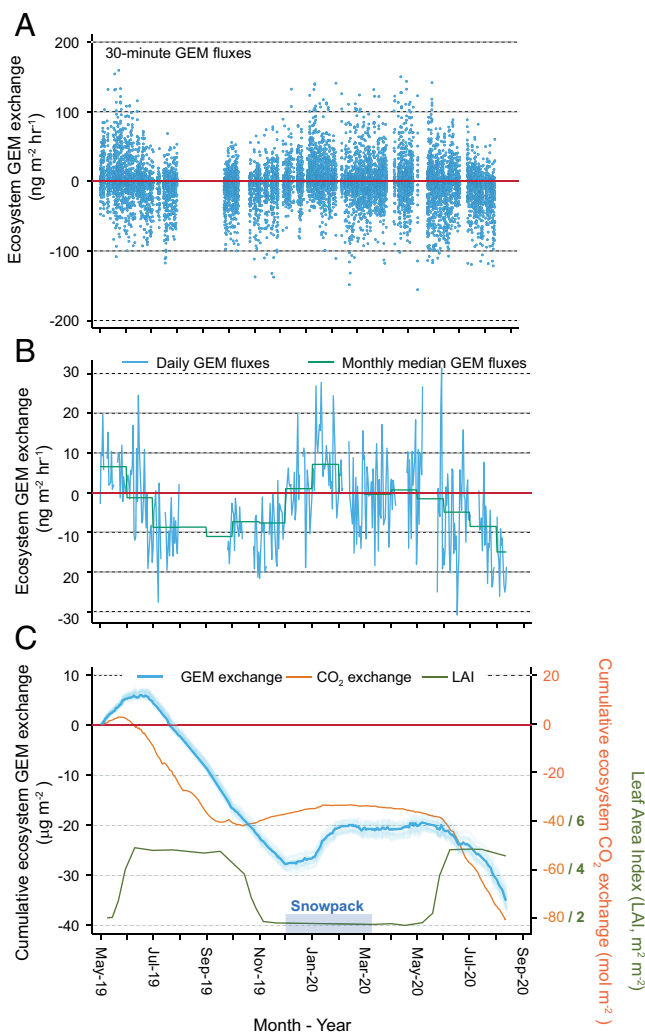 A
200
30-minute GEM fluxes
100
0
-100
-200
Ecosystem GEM exchange
(ng m⁻² hr⁻¹)
B
Daily GEM fluxes
Monthly median GEM fluxes
30
20
10
0
-10
20
-30
Ecosystem GEM exchange
(ng m⁻² hr⁻¹)
C
GEM exchange
CO₂ exchange
LAI
10
0
-10
-20
-30
-40
Cumulative ecosystem GEM exchange
(µg m⁻²)
20
0
-20
-40 / 6
-60 / 4
-80 / 2
Cumulative ecosystem CO₂
exchange (mol m⁻²)
Leaf Area Index (LAI, m² m⁻²)
Snowpack
May-19
Jul-19
Sep-19
Nov-19
Jan-20
Mar-20
May-20
Jul-20
Sep-20
Month - Year